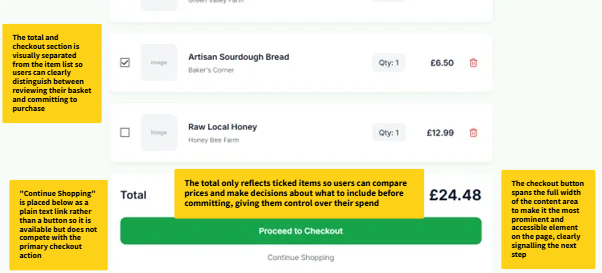 Green Valley Farm
The total and
checkout section is
visually separated
from the item list so
users can clearly
distinguish between
reviewing their basket
and committing to
purchase
Image
Artisan Sourdough Bread
Baker's Corner
Qty: 1
£6.50
Image
Raw Local Honey
Honey Bee Farm
Qty: 1
£12.99
"Continue Shopping"
is placed below as a
plain text link rather
than a button so it is
available but does not
compete with the
primary checkout
action
Total
The total only reflects ticked items so users can compare
prices and make decisions about what to include before
committing, giving them control over their spend
£24.48
Proceed to Checkout
Continue Shopping
The checkout button
spans the full width
of the content area
to make it the most
prominent and
accessible element
on the page, clearly
signalling the next
step